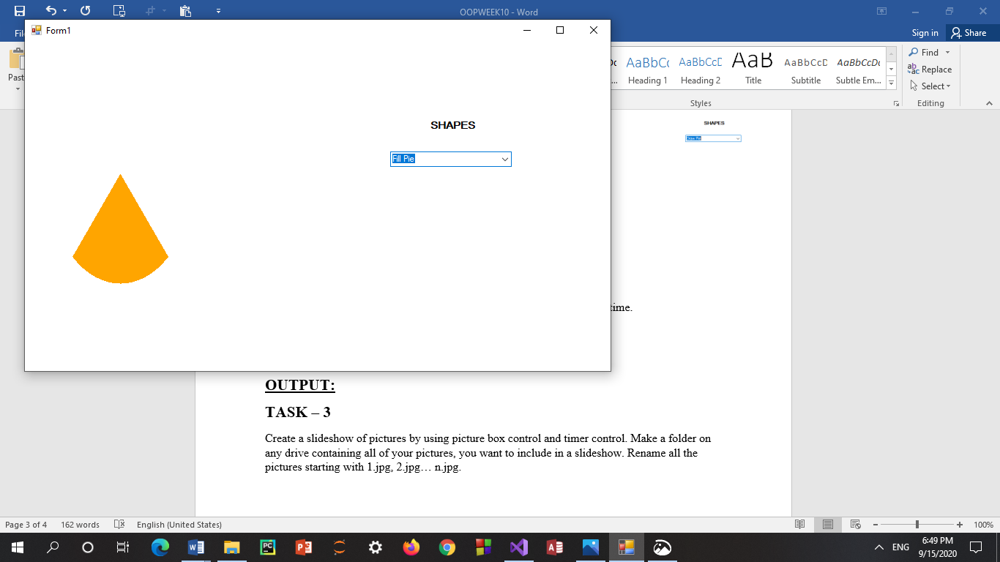 OOPWEEK10 - Word
Form1
Sign in
Share
Past
AaBbCc
AaBbCcD
AaB
AaBbCcD
AaBbCcDc
Heading 1
Heading 2
Title
Subtitle
Subtle Em...
Styles
Find
Replace
Select
Editing
SHAPES
Fill Pie
SHAPES
Draw Pie
time.
OUTPUT:
TASK – 3
Create a slideshow of pictures by using picture box control and timer control. Make a folder on
any drive containing all of your pictures, you want to include in a slideshow. Rename all the
pictures starting with 1.jpg, 2.jpg… n.jpg.
Page 3 of 4
162 words
English (United States)
100%
ENG
6:49 PM
9/15/2020